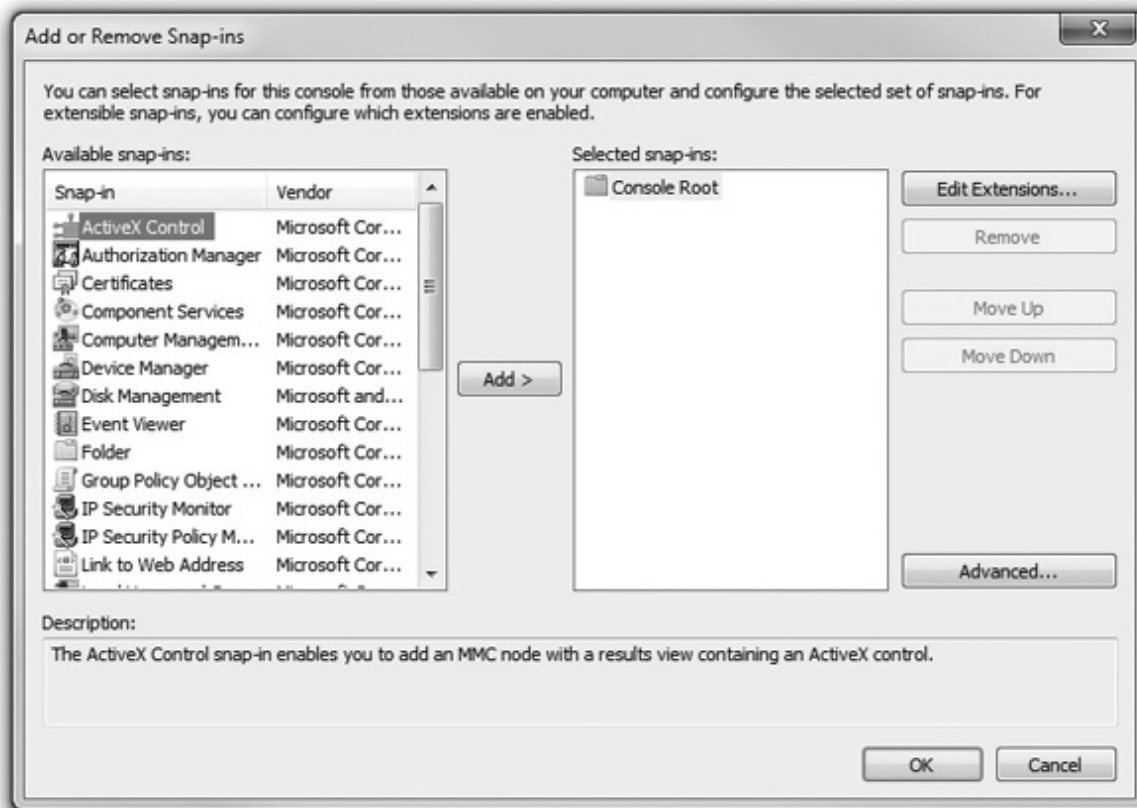 Add or Remove Snap-ins
You can select snap-ins for this console from those available on your computer and configure the selected set of snap-ins. For
extensible snap-ins, you can configure which extensions are enabled.
Available snap-ins:
Selected snap-ins:
Snap-in Vendor
ActiveX Control Microsoft Cor...
Authorization Manager Microsoft Cor...
Certificates Microsoft Cor...
Component Services Microsoft Cor...
Computer Managem... Microsoft Cor...
Device Manager Microsoft Cor...
Disk Management Microsoft and...
Event Viewer Microsoft Cor...
Folder Microsoft Cor...
Group Policy Object ... Microsoft Cor...
IP Security Monitor Microsoft Cor...
IP Security Policy M... Microsoft Cor...
Link to Web Address Microsoft Cor...
Add >
Console Root
Edit Extensions...
Remove
Move Up
Move Down
Advanced...
Description:
The ActiveX Control snap-in enables you to add an MMC node with a results view containing an ActiveX control.
OK
Cancel